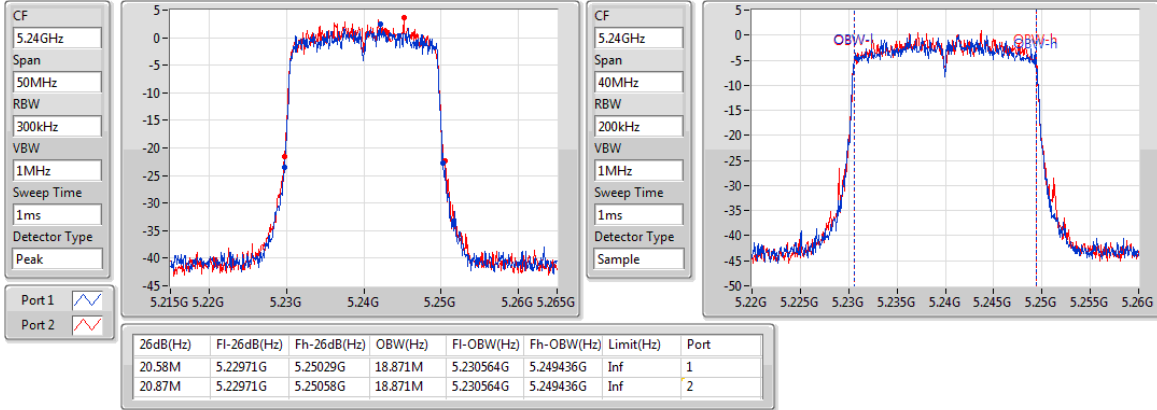 CF
5.24GHz
Span
50MHz
RBW
300kHz
VBW
1MHz
Sweep Time
1ms
Detector Type
Peak
5
0
-5
-10
-15
-20
-25
-30
-35
-40
-45
5.215G 5.22G 5.23G 5.24G 5.25G 5.26G 5.265G
Port 1
Port 2
CF
5.24GHz
Span
40MHz
RBW
200kHz
VBW
1MHz
Sweep Time
1ms
Detector Type
Sample
5
0
-5
-10
-15
-20
-25
-30
-35
-40
-45
-50
OBW-l OBW-h
OBW-h
5.22G 5.225G 5.23G 5.235G 5.24G 5.245G 5.25G 5.255G 5.26G
26dB(Hz) Fl-26dB(Hz) Fh-26dB(Hz) OBW(Hz) Fl-OBW(Hz) Fh-OBW(Hz) Limit(Hz) Port
20.58M 5.22971G 5.25029G 18.871M 5.230564G 5.249436G Inf 1
20.87M 5.22971G 5.25058G 18.871M 5.230564G 5.249436G Inf 2